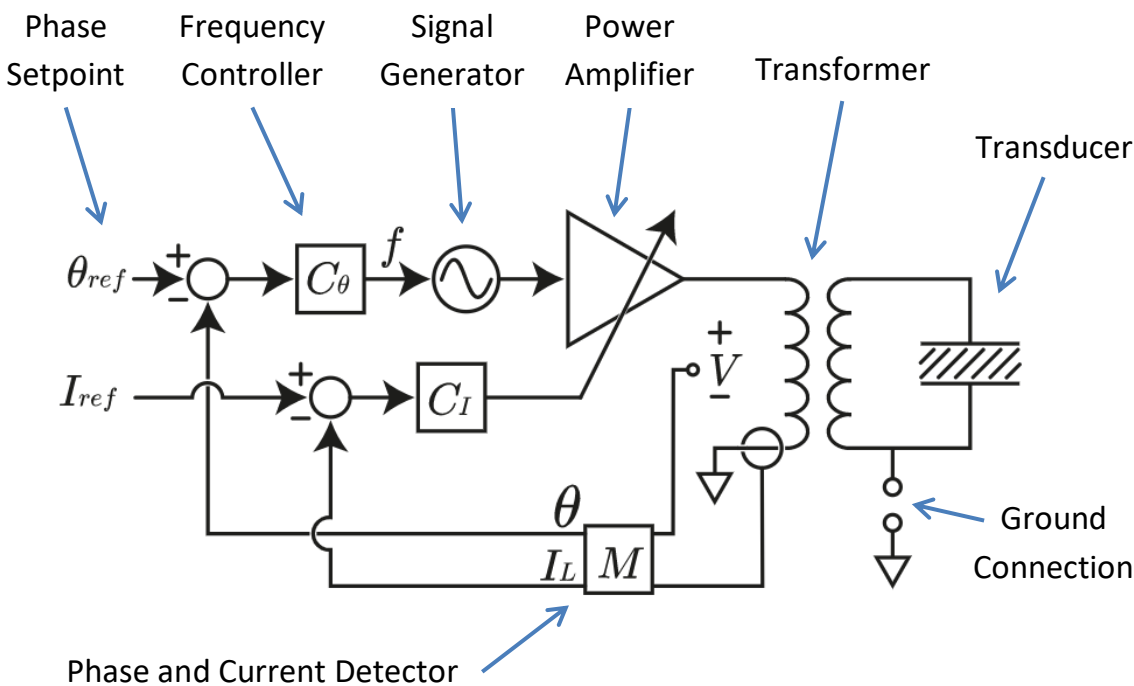 Phase
Setpoint
Frequency
Controller
Signal
Generator
Power
Amplifier
Transformer
Transducer
θref
+
−
Cθ
f
+
V
−
Iref
+
−
CI
θ
IL
M
Ground
Connection
Phase and Current Detector